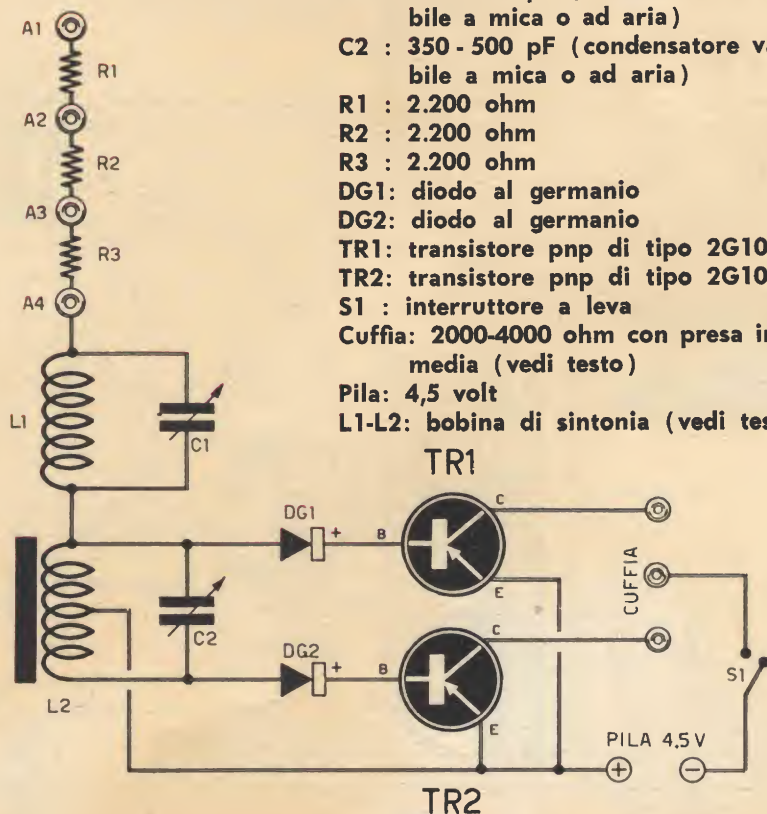 bile a mica o ad aria)
C2 : 350 - 500 pF (condensatore
bile a mica o ad aria)
R1 : 2.200 ohm
R2 : 2.200 ohm
R3 : 2.200 ohm
DG1: diodo al germanio
DG2: diodo al germanio
TR1: transistore pnp di tipo 2G10
TR2: transistore pnp di tipo 2G10
S1 : interruttore a leva
Cuffia: 2000-4000 ohm con presa
media (vedi testo)
Pila: 4,5 volt
L1-L2: bobina di sintonia (vedi
A1
R1
A2
R2
A3
R3
A4
L1
C1
TR1
DG1
+
B
C
E
CUFFIA
C2
DG2
+
B
C
E
S1
L2
PILA 4,5 V
+
−
TR2